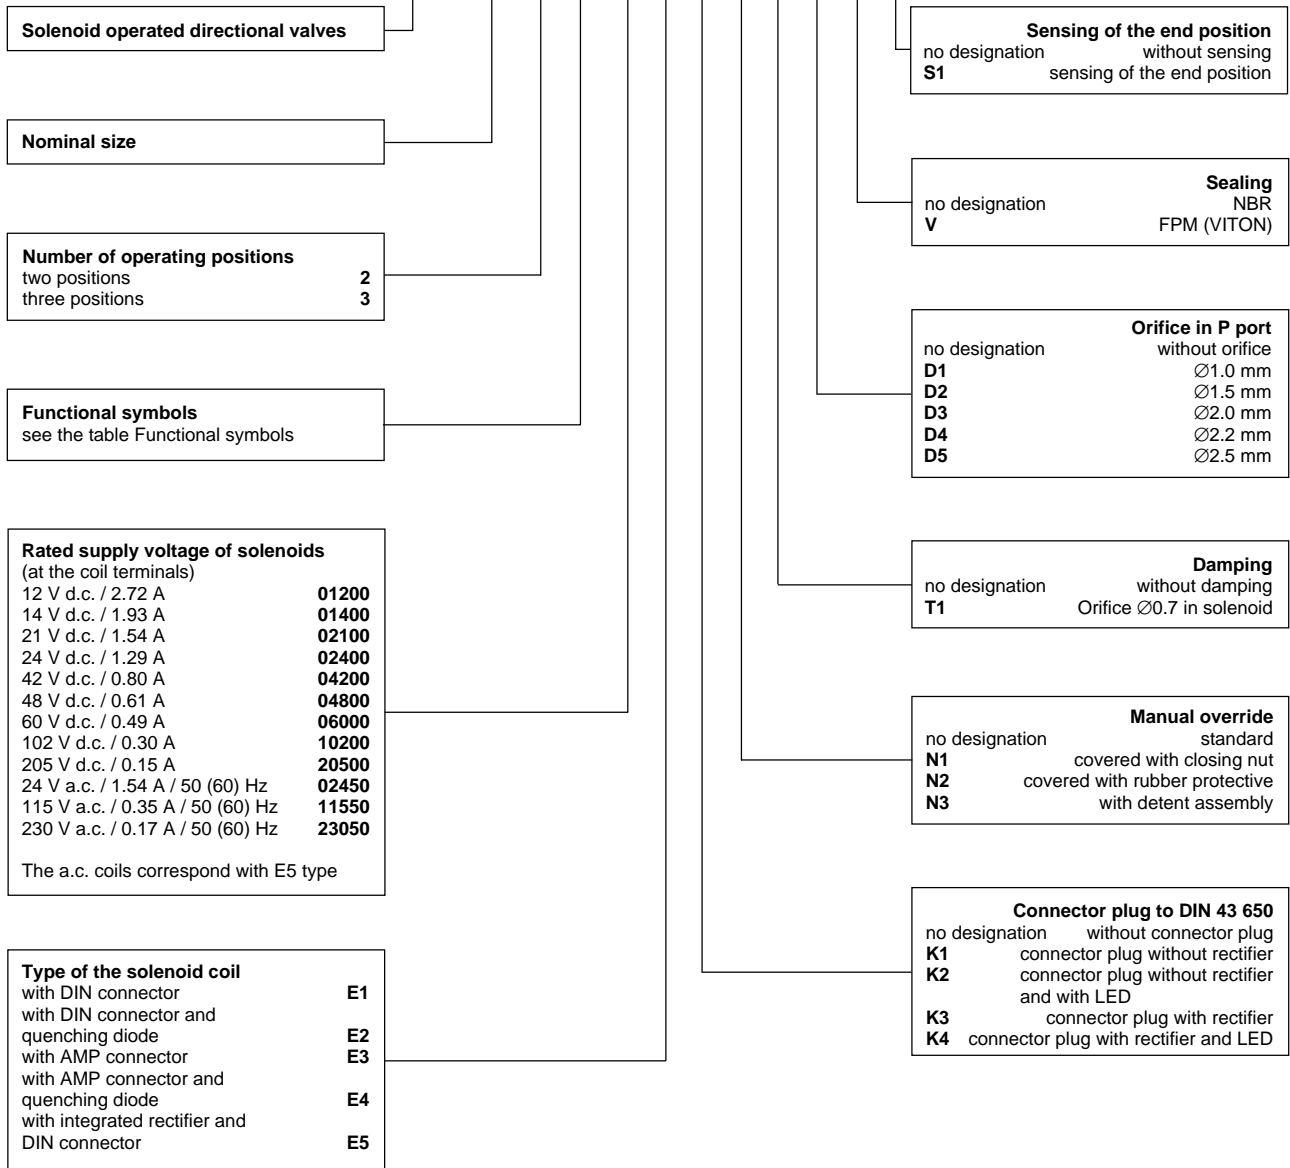 Solenoid operated directional valves
Nominal size
Number of operating positions
two positions 2
three positions 3
Functional symbols
see the table Functional symbols
Rated supply voltage of solenoids
(at the coil terminals)
12 V d.c. / 2.72 A 01200
14 V d.c. / 1.93 A 01400
21 V d.c. / 1.54 A 02100
24 V d.c. / 1.29 A 02400
42 V d.c. / 0.80 A 04200
48 V d.c. / 0.61 A 04800
60 V d.c. / 0.49 A 06000
102 V d.c. / 0.30 A 10200
205 V d.c. / 0.15 A 20500
24 V a.c. / 1.54 A / 50 (60) Hz 02450
115 V a.c. / 0.35 A / 50 (60) Hz 11550
230 V a.c. / 0.17 A / 50 (60) Hz 23050
The a.c. coils correspond with E5 type
Type of the solenoid coil
with DIN connector E1
with DIN connector and
quenching diode E2
with AMP connector E3
with AMP connector and
quenching diode E4
with integrated rectifier and
DIN connector E5
Sensing of the end position
no designation without sensing
S1 sensing of the end position
Sealing
no designation NBR
V FPM (VITON)
Orifice in P port
no designation without orifice
D1 ∅1.0 mm
D2 ∅1.5 mm
D3 ∅2.0 mm
D4 ∅2.2 mm
D5 ∅2.5 mm
Damping
no designation without damping
T1 Orifice ∅0.7 in solenoid
Manual override
no designation standard
N1 covered with closing nut
N2 covered with rubber protective
N3 with detent assembly
Connector plug to DIN 43 650
no designation without connector plug
K1 connector plug without rectifier
K2 connector plug without rectifier
and with LED
K3 connector plug with rectifier
K4 connector plug with rectifier and LED